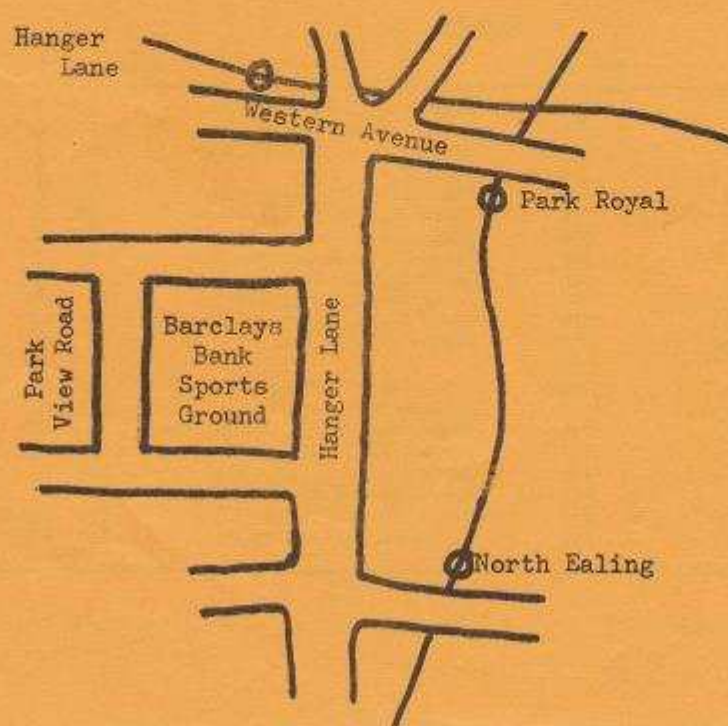 Hanger
Lane
Western Avenue
Park Royal
Park
View Road
Barclays
Bank
Sports
Ground
Hanger Lane
North Ealing